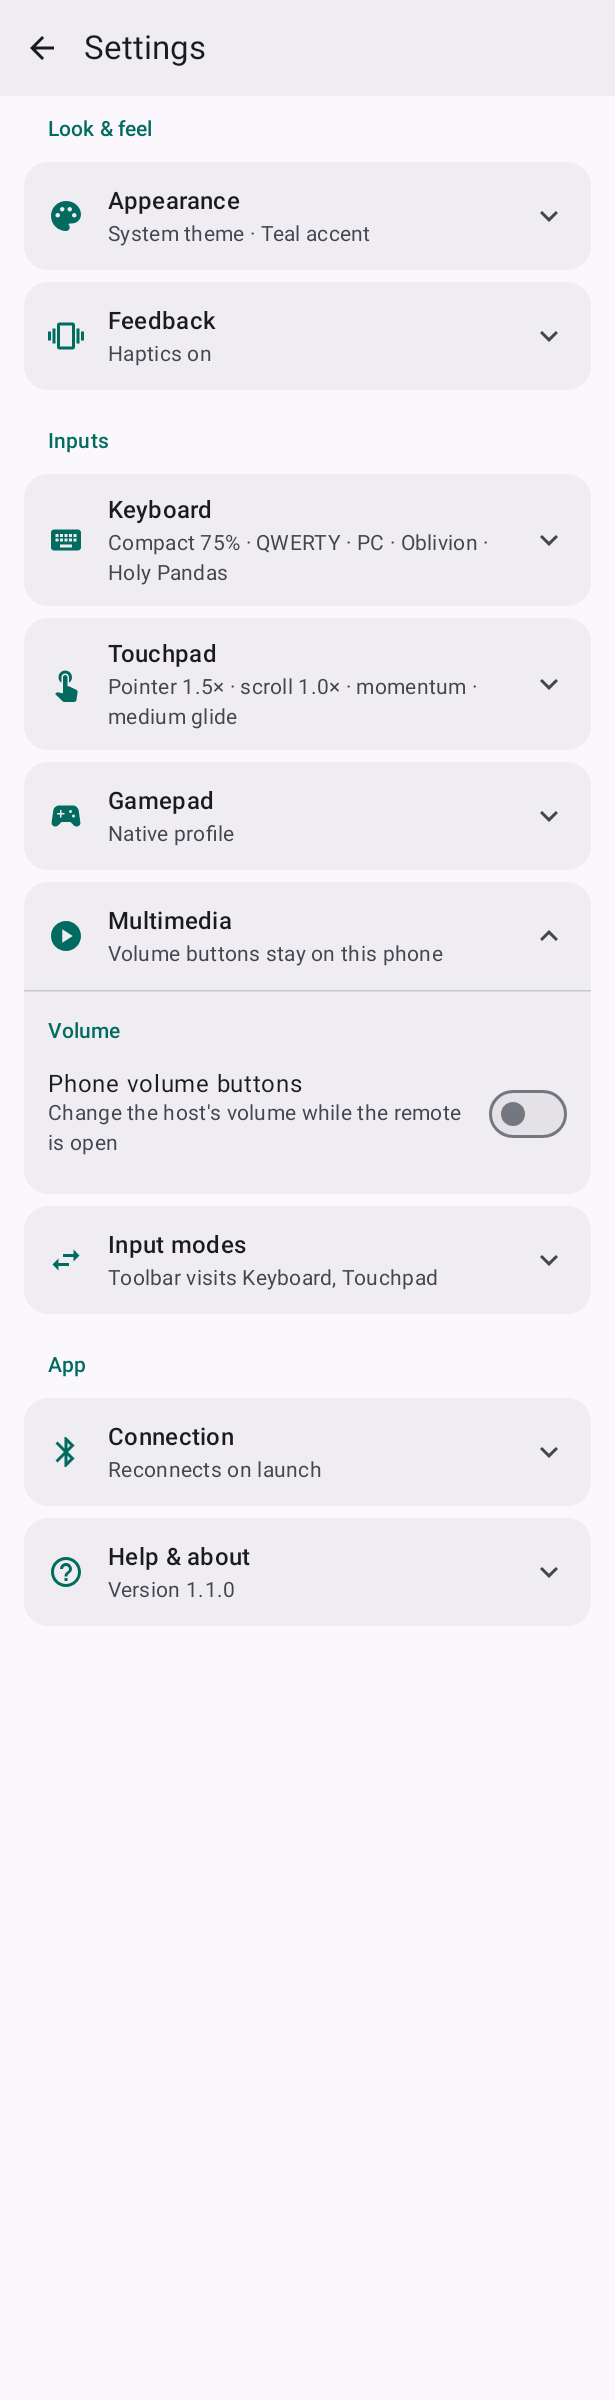 Settings
Look & feel
Appearance
System theme · Teal accent
Feedback
Haptics on
Inputs
Keyboard
Compact 75% · QWERTY · PC · Oblivion ·
Holy Pandas
Touchpad
Pointer 1.5× · scroll 1.0× · momentum ·
medium glide
Gamepad
Native profile
Multimedia
Volume buttons stay on this phone
Volume
Phone volume buttons
Change the host's volume while the remote
is open
Input modes
Toolbar visits Keyboard, Touchpad
App
Connection
Reconnects on launch
Help & about
Version 1.1.0